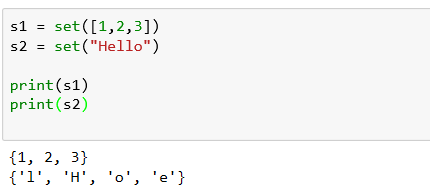 s1 = set([1,2,3])
s2 = set("Hello")
print(s1)
print(s2)
{1, 2, 3}
{'l', 'H', 'o', 'e'}